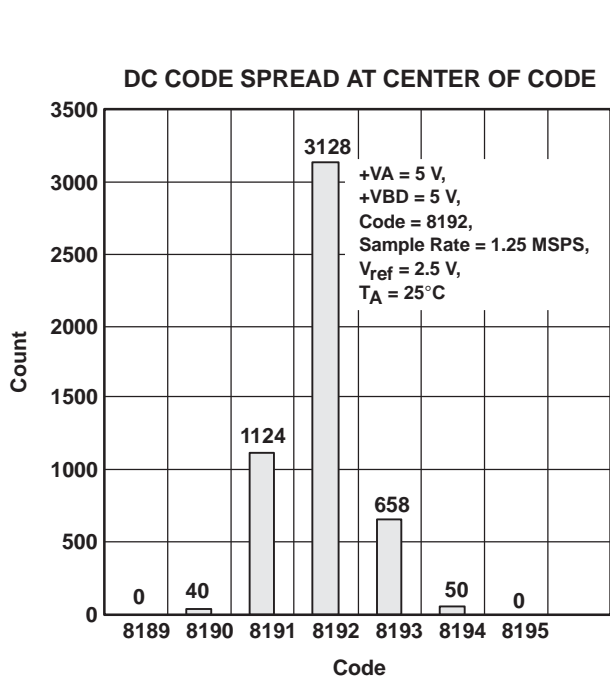 DC CODE SPREAD AT CENTER OF CODE
3500
3000
2500
2000
1500
1000
500
0
Count
3128
+VA = 5 V,
+VBD = 5 V,
Code = 8192,
Sample Rate = 1.25 MSPS,
Vref = 2.5 V,
TA = 25°C
1124
658
0
40
50
0
8189 8190 8191 8192 8193 8194 8195
Code